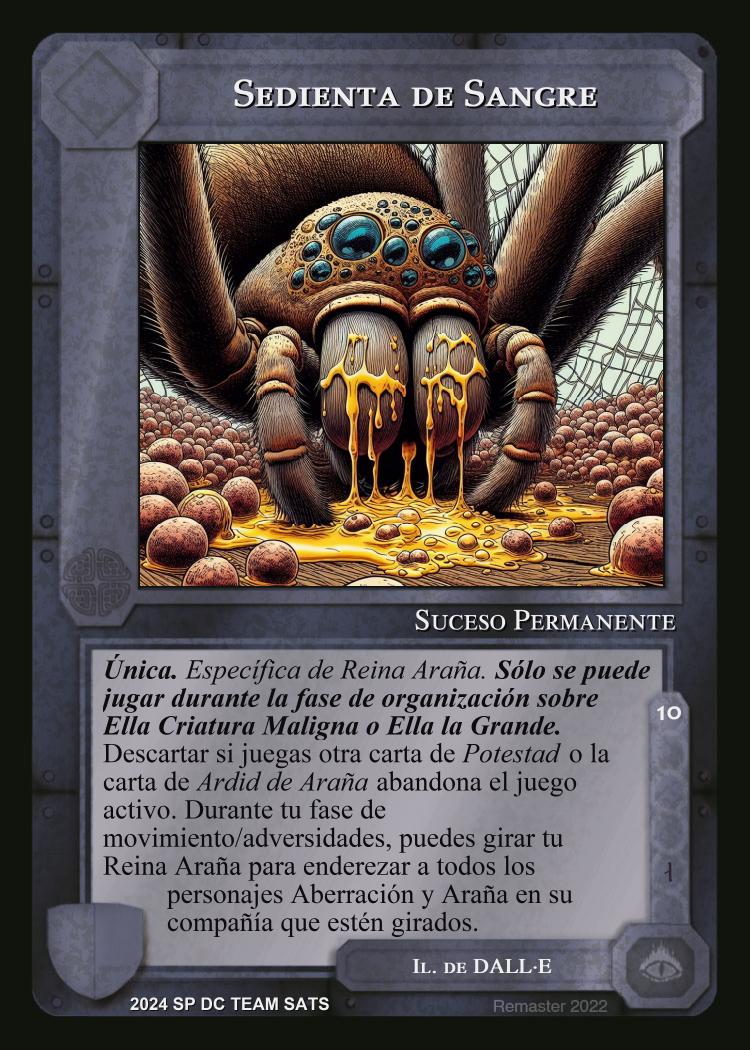 Sedienta de Sangre
Suceso Permanente
Única. Específica de Reina Araña. Sólo se puede
jugar durante la fase de organización sobre
Ella Criatura Maligna o Ella la Grande.
Descartar si juegas otra carta de Potestad o la
carta de Ardid de Araña abandona el juego
activo. Durante tu fase de
movimiento/adversidades, puedes girar tu
Reina Araña para enderezar a todos los
personajes Aberración y Araña en su
compañía que estén girados.
10
Il. de DALL·E
2024 SP DC TEAM SATS
Remaster 2022